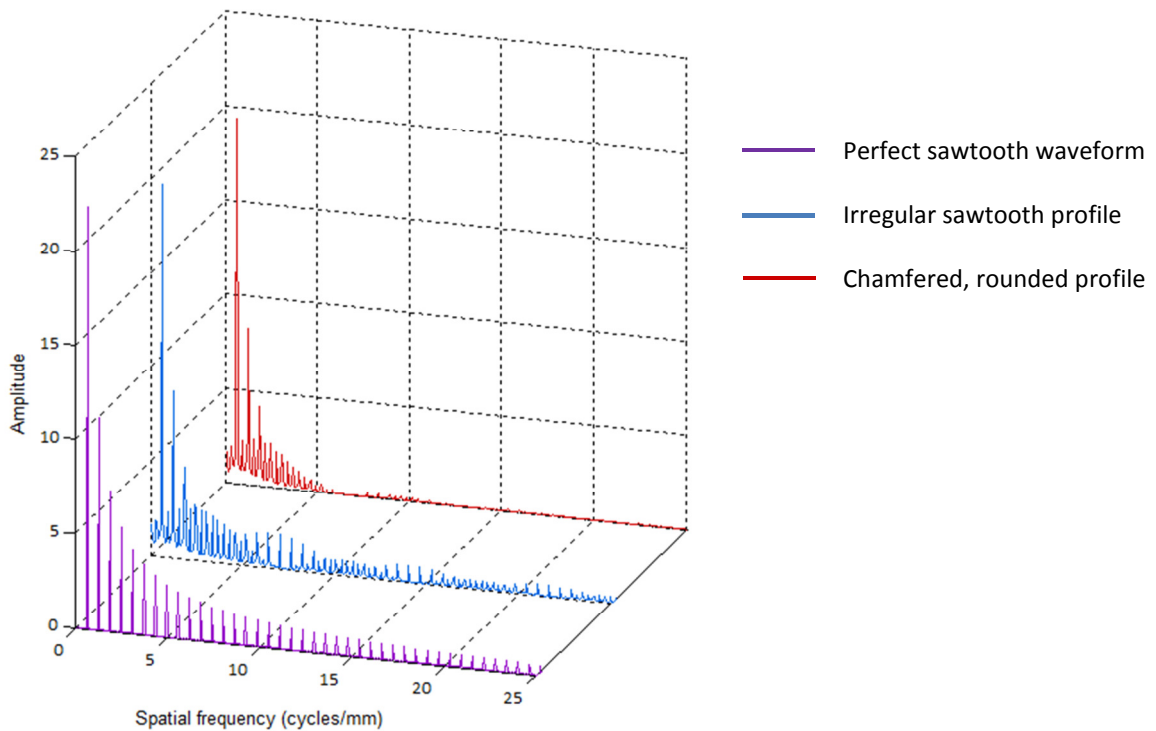 25
20
15
10
5
0
Amplitude
0
5
10
15
20
25
Spatial frequency (cycles/mm)
Perfect sawtooth waveform
Irregular sawtooth profile
Chamfered, rounded profile